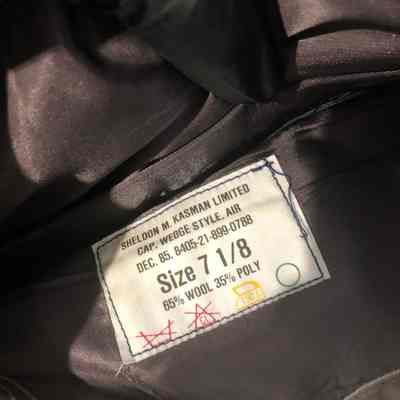 SHELDON M. KASMAN LIMITED
CAP, WEDGE STYLE, AIR
DEC. 85. 8405-21-899-0788
Size 7 1/8
65% WOOL 35% POLY